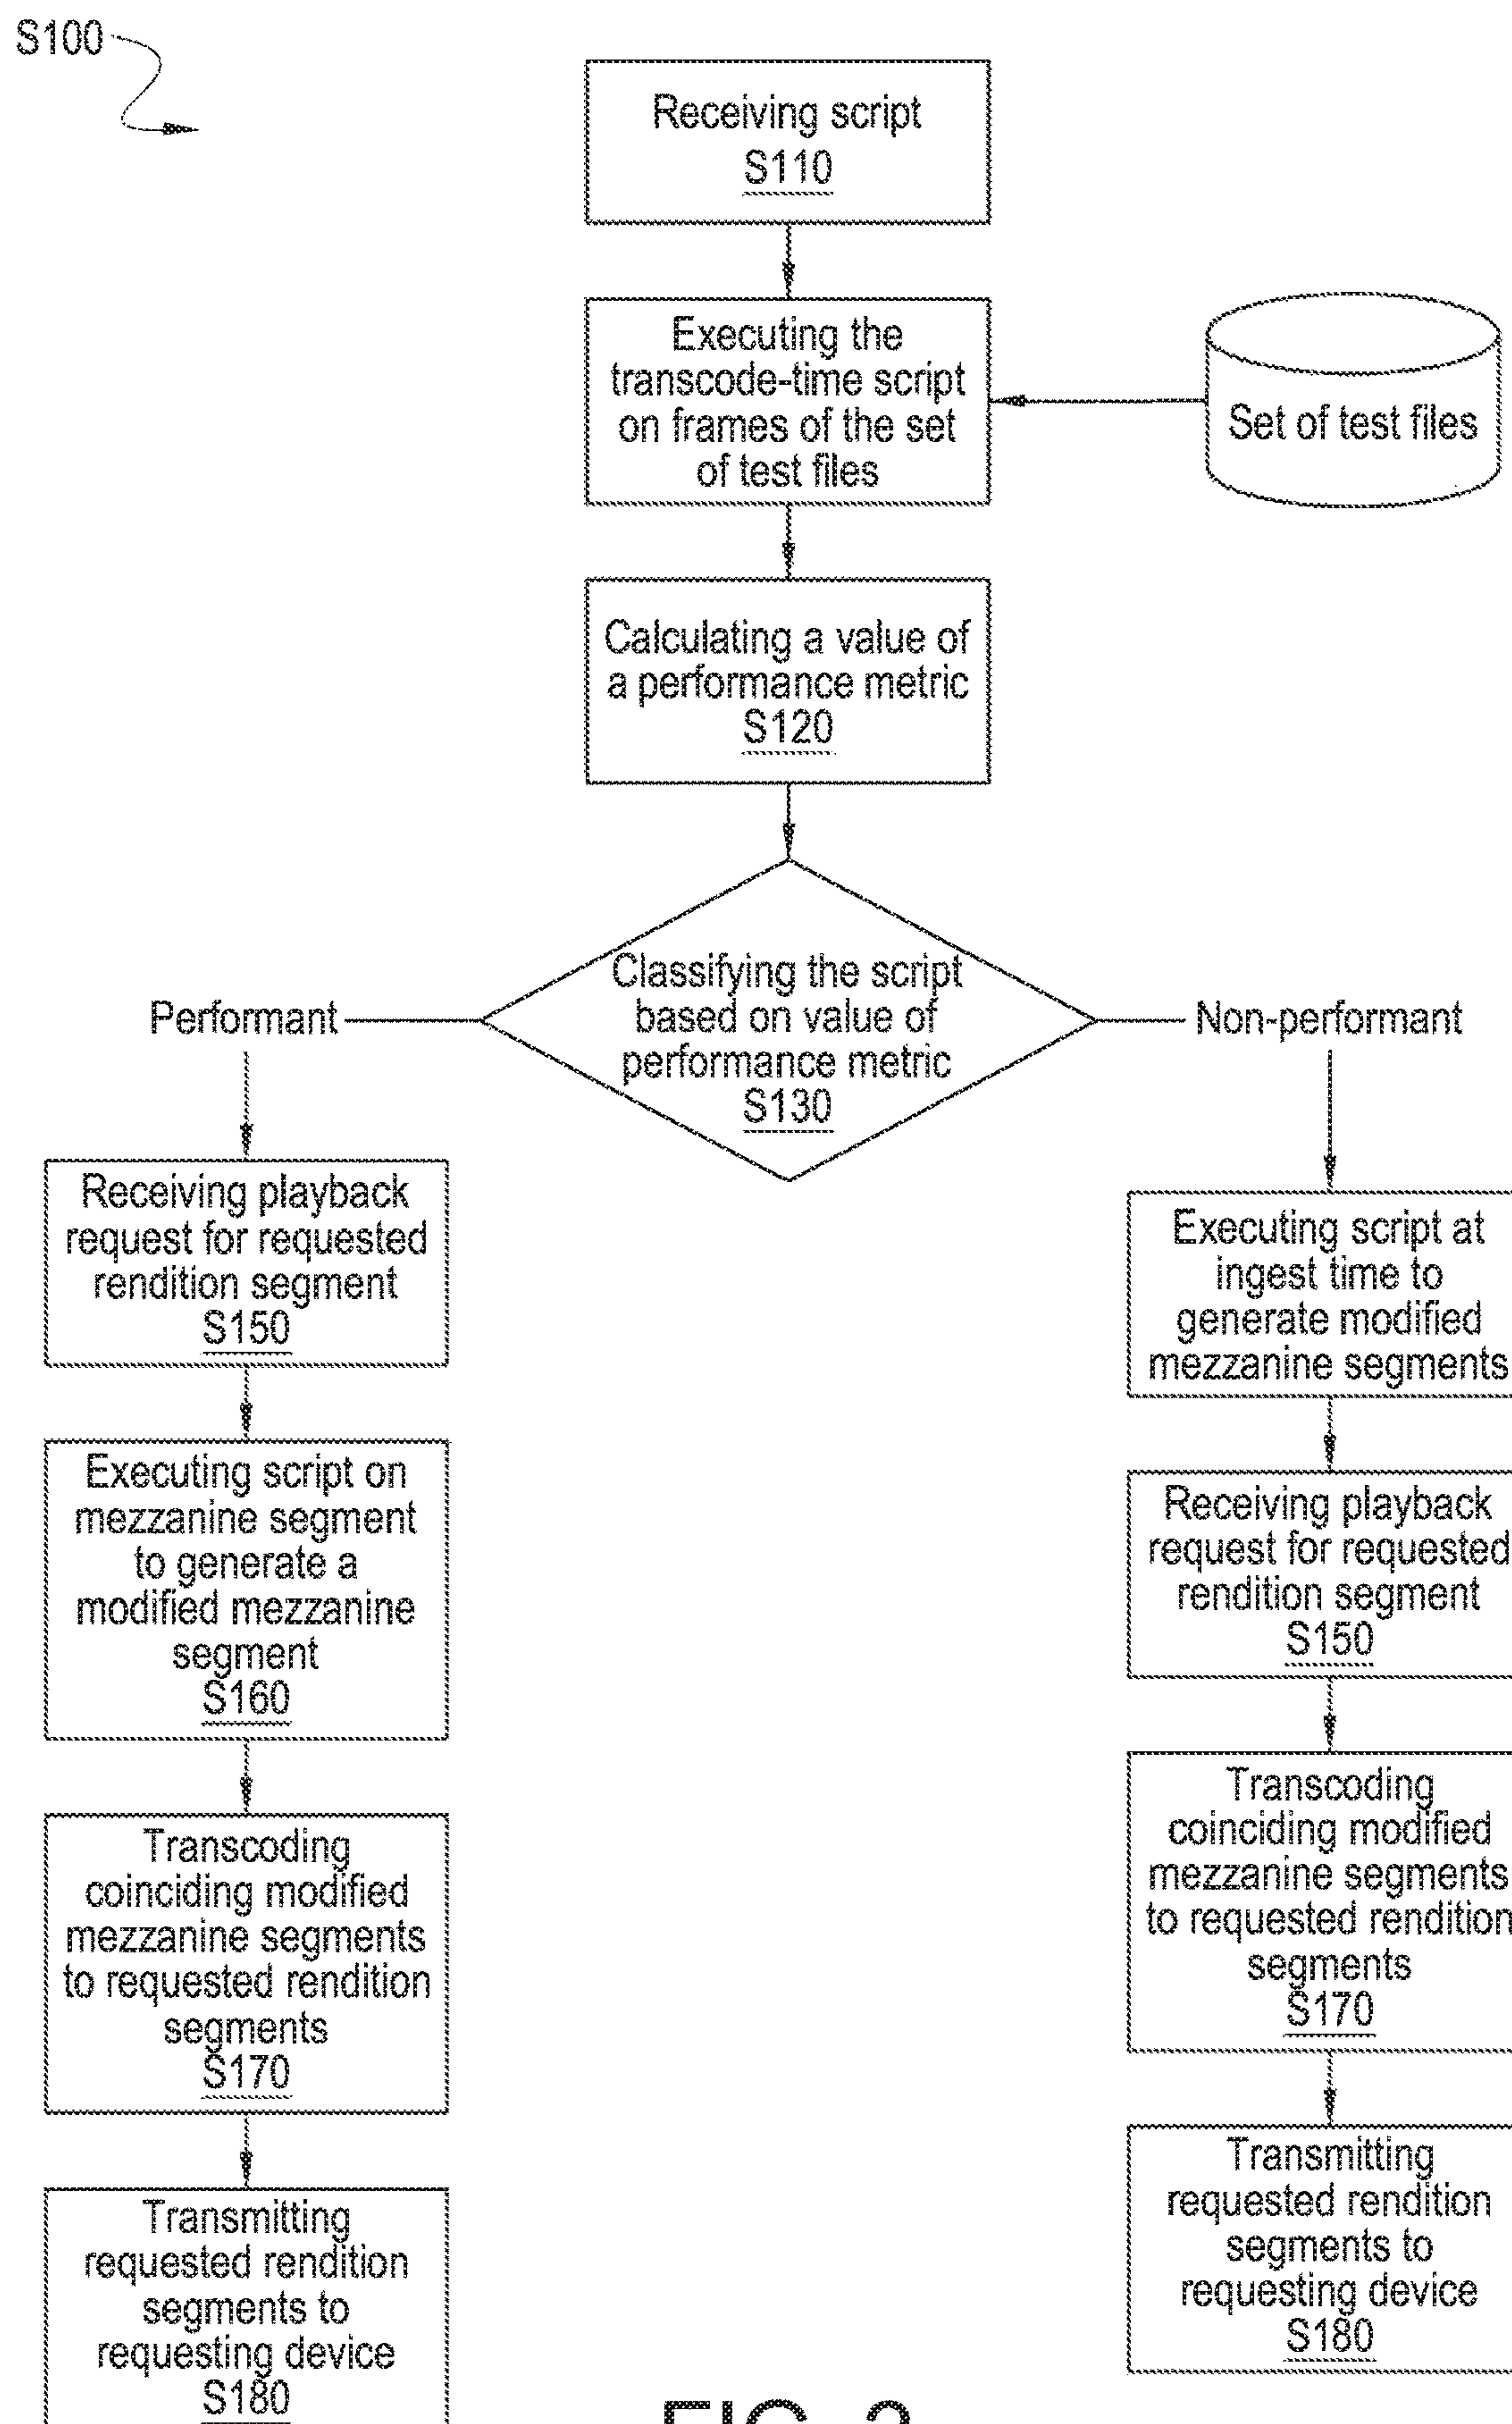 S100
Receiving script
S110
Executing the
transcode-time script
on frames of the set
of test files
Set of test files
Calculating a value of
a performance metric
S120
Classifying the script
based on value of
performance metric
S130
Performant
Non-performant
Receiving playback
request for requested
rendition segment
S150
Executing script on
mezzanine segment
to generate a
modified mezzanine
segment
S160
Transcoding
coinciding modified
mezzanine segments
to requested rendition
segments
S170
Transmitting
requested rendition
segments to
requesting device
S180
Executing script at
ingest time to
generate modified
mezzanine segments
Receiving playback
request for requested
rendition segment
S150
Transcoding
coinciding modified
mezzanine segments
to requested rendition
segments
S170
Transmitting
requested rendition
segments to
requesting device
S180
FIG.